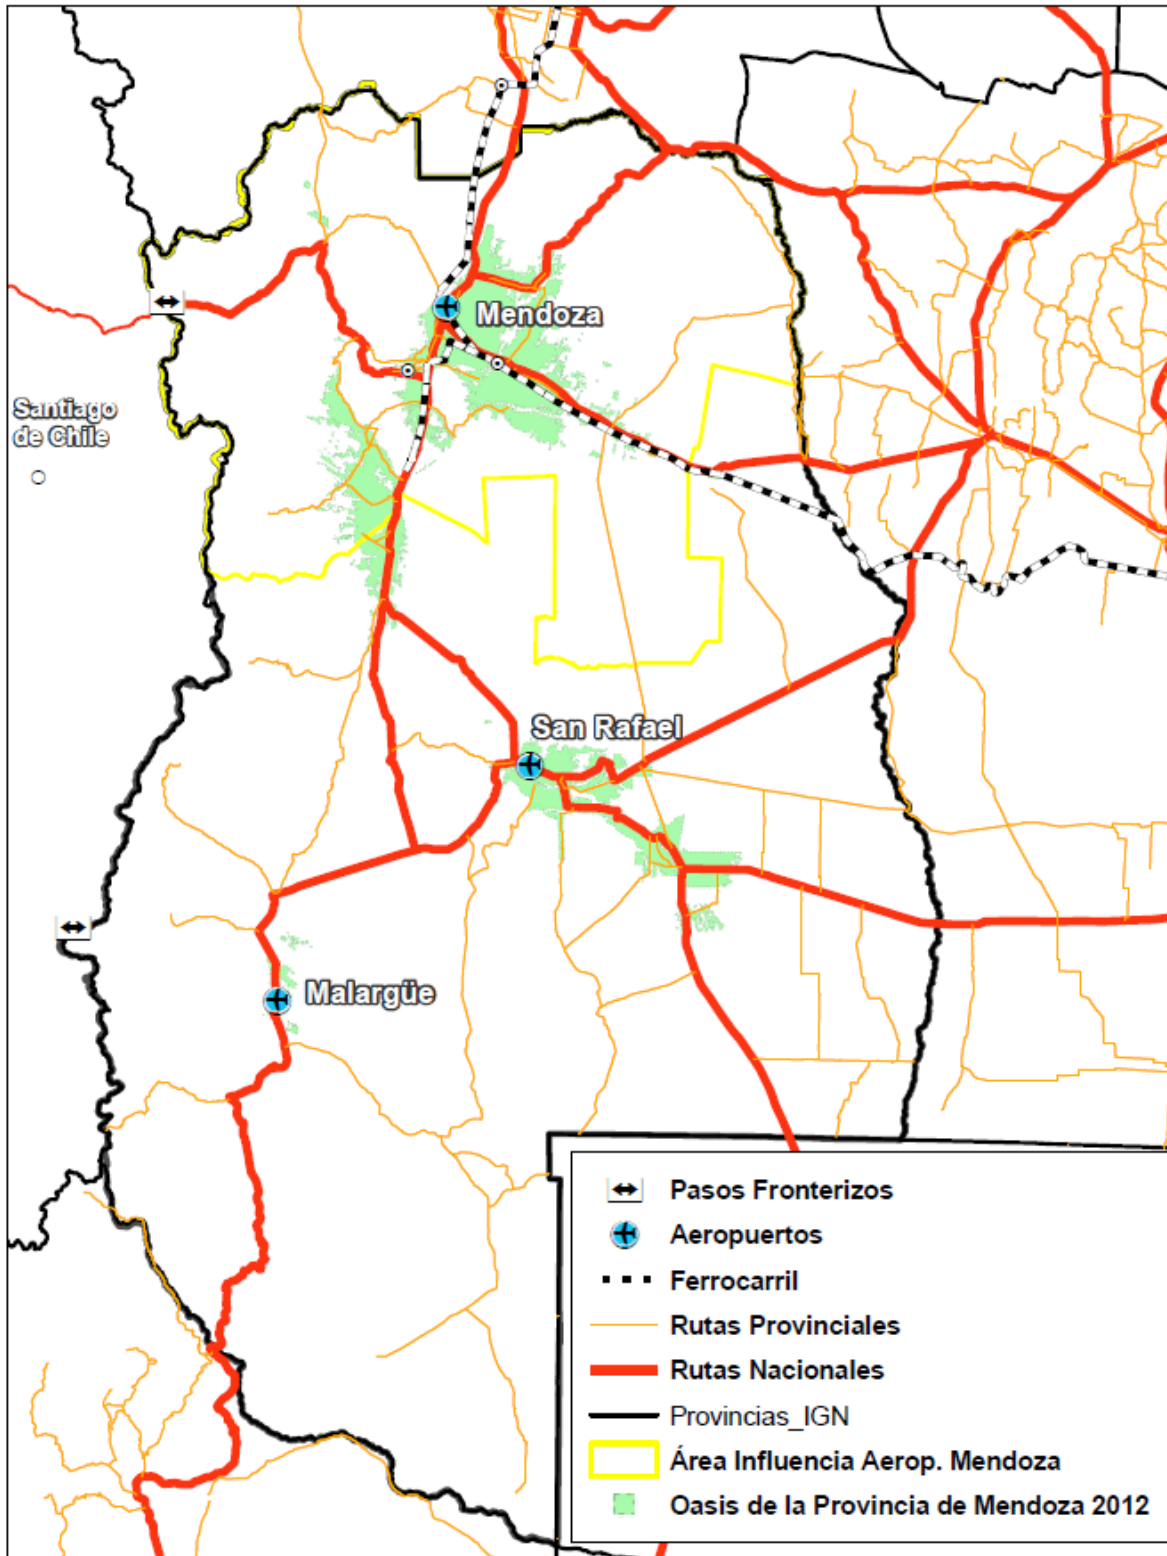 Mendoza
Santiago
de Chile
San Rafael
Malargüe
Pasos Fronterizos
Aeropuertos
Ferrocarril
Rutas Provinciales
Rutas Nacionales
Provincias_IGN
Área Influencia Aerop. Mendoza
Oasis de la Provincia de Mendoza 2012